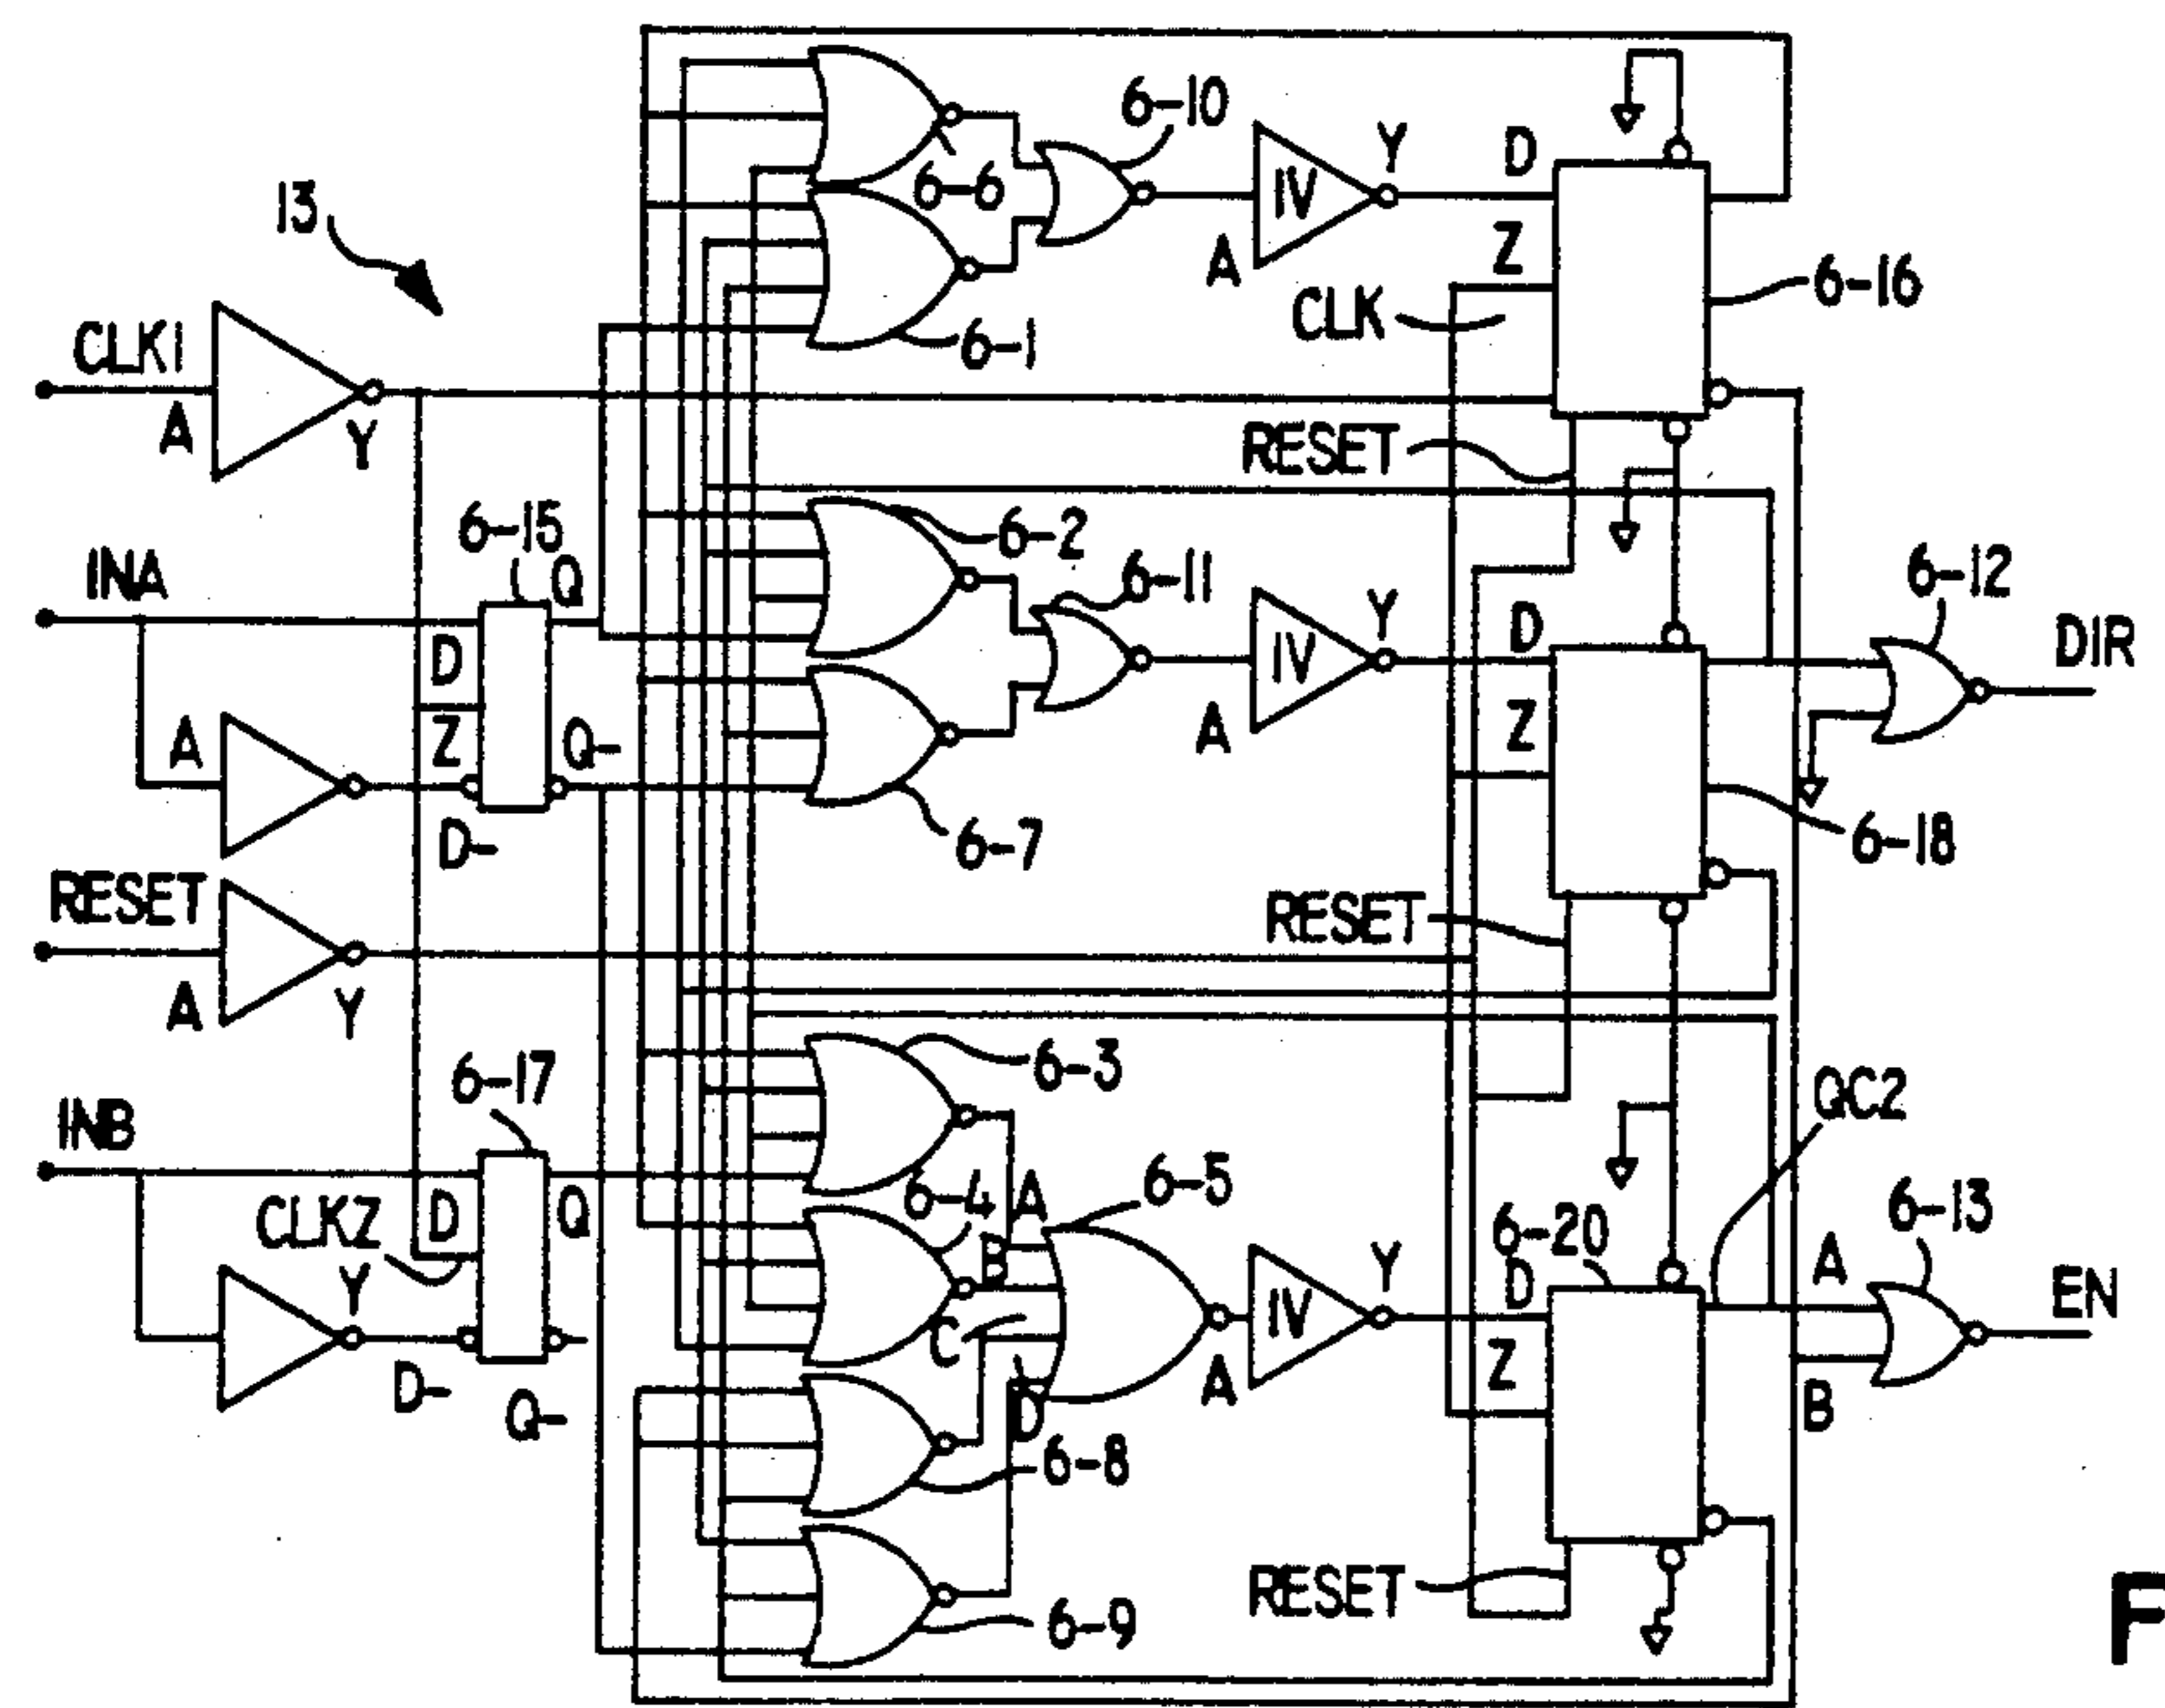 6-10
Y
D
6-6
IV
13
Z
A
6-16
CLK
CLK1
6-1
A
Y
RESET
6-15
Q
6-2
6-11
6-12
INA
Y
D
DIR
D
IV
A
Z
Q-
A
Z
6-7
6-18
D-
RESET
RESET
A
Y
6-3
6-17
QC2
INB
6-5
6-4
A
6-13
CLKZ
D
Q
B
Y
6-20
D
A
EN
Y
C
IV
Z
D-
A
D
B
Q-
6-8
RESET
6-9
F